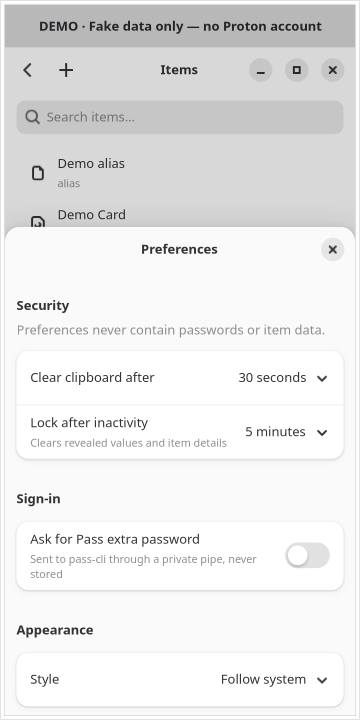 DEMO · Fake data only — no Proton account
Items
Search items...
Demo alias
alias
Demo Card
Preferences
Security
Preferences never contain passwords or item data.
Clear clipboard after
30 seconds
Lock after inactivity
Clears revealed values and item details
5 minutes
Sign-in
Ask for Pass extra password
Sent to pass-cli through a private pipe, never
stored
Appearance
Style
Follow system